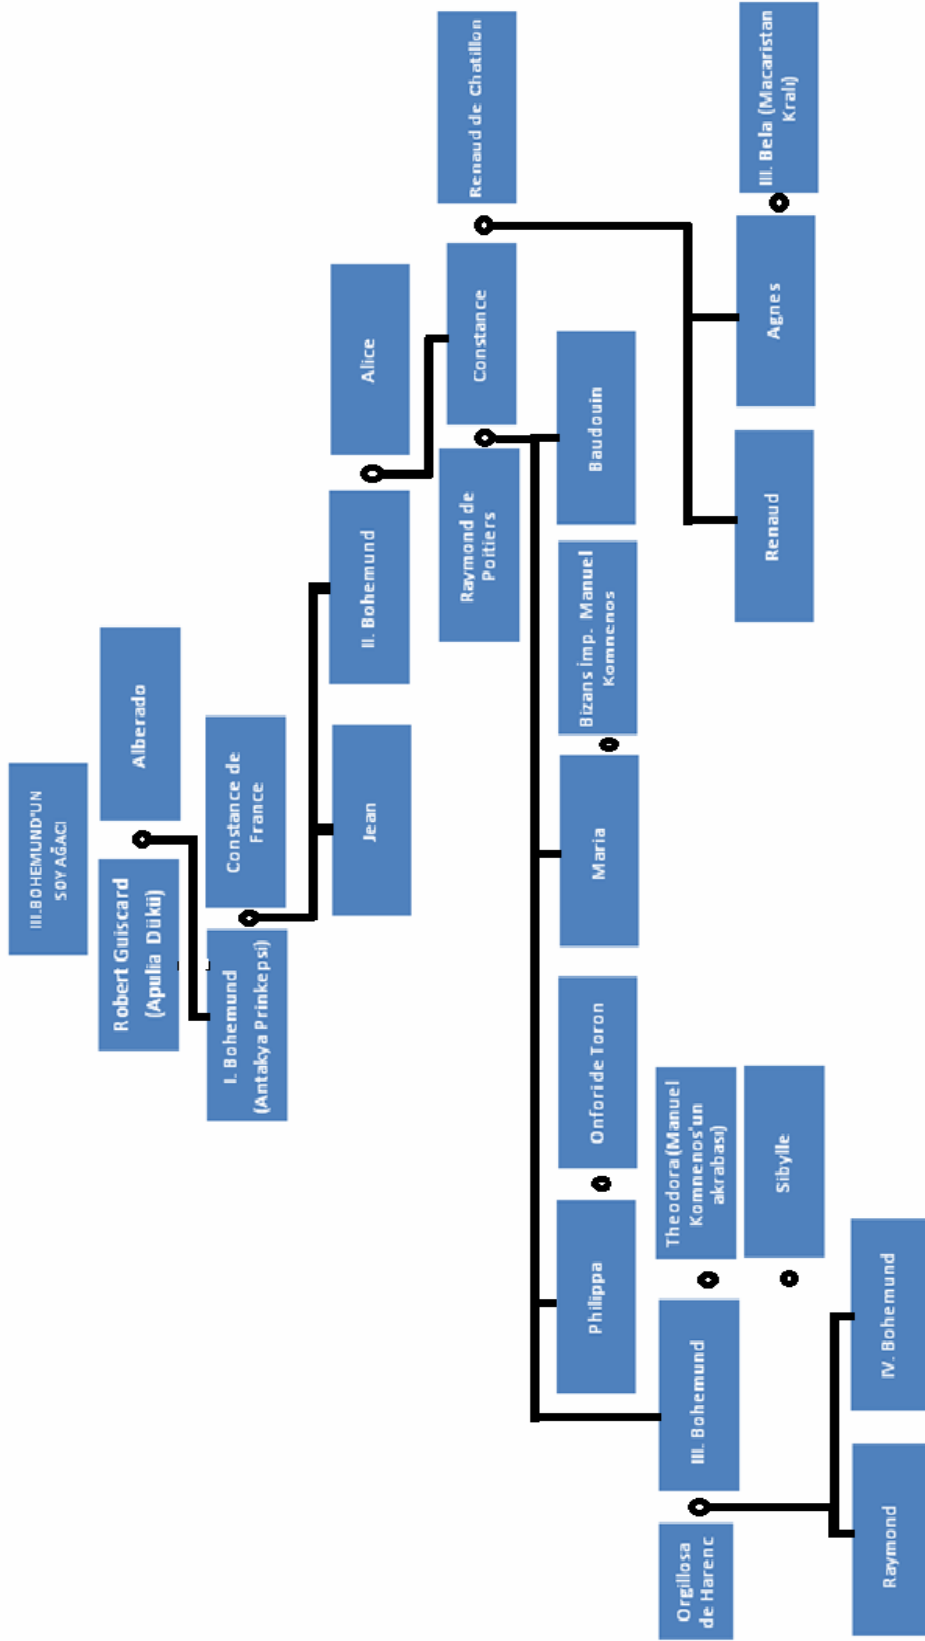 III.BOHEMUND'UN
SOY AĞACI
Robert Guiscard
(Apulia Dükü)
Alberado
I. Bohemund
(Antakya Prinkepsi)
Constance de
France
Jean
II. Bohemund
Alice
Raymond de
Poitiers
Constance
Renaud de Chatillon
Philippa
Onfori de Toron
Maria
Bizans imp. Manuel
Komnenos
Baudouin
Orgillosa
de Harenc
III. Bohemund
Theodora(Manuel
Komnenos'un
akrabası)
Sibylle
Renaud
Agnes
III. Bela (Macaristan
Kralı)
Raymond
IV. Bohemund